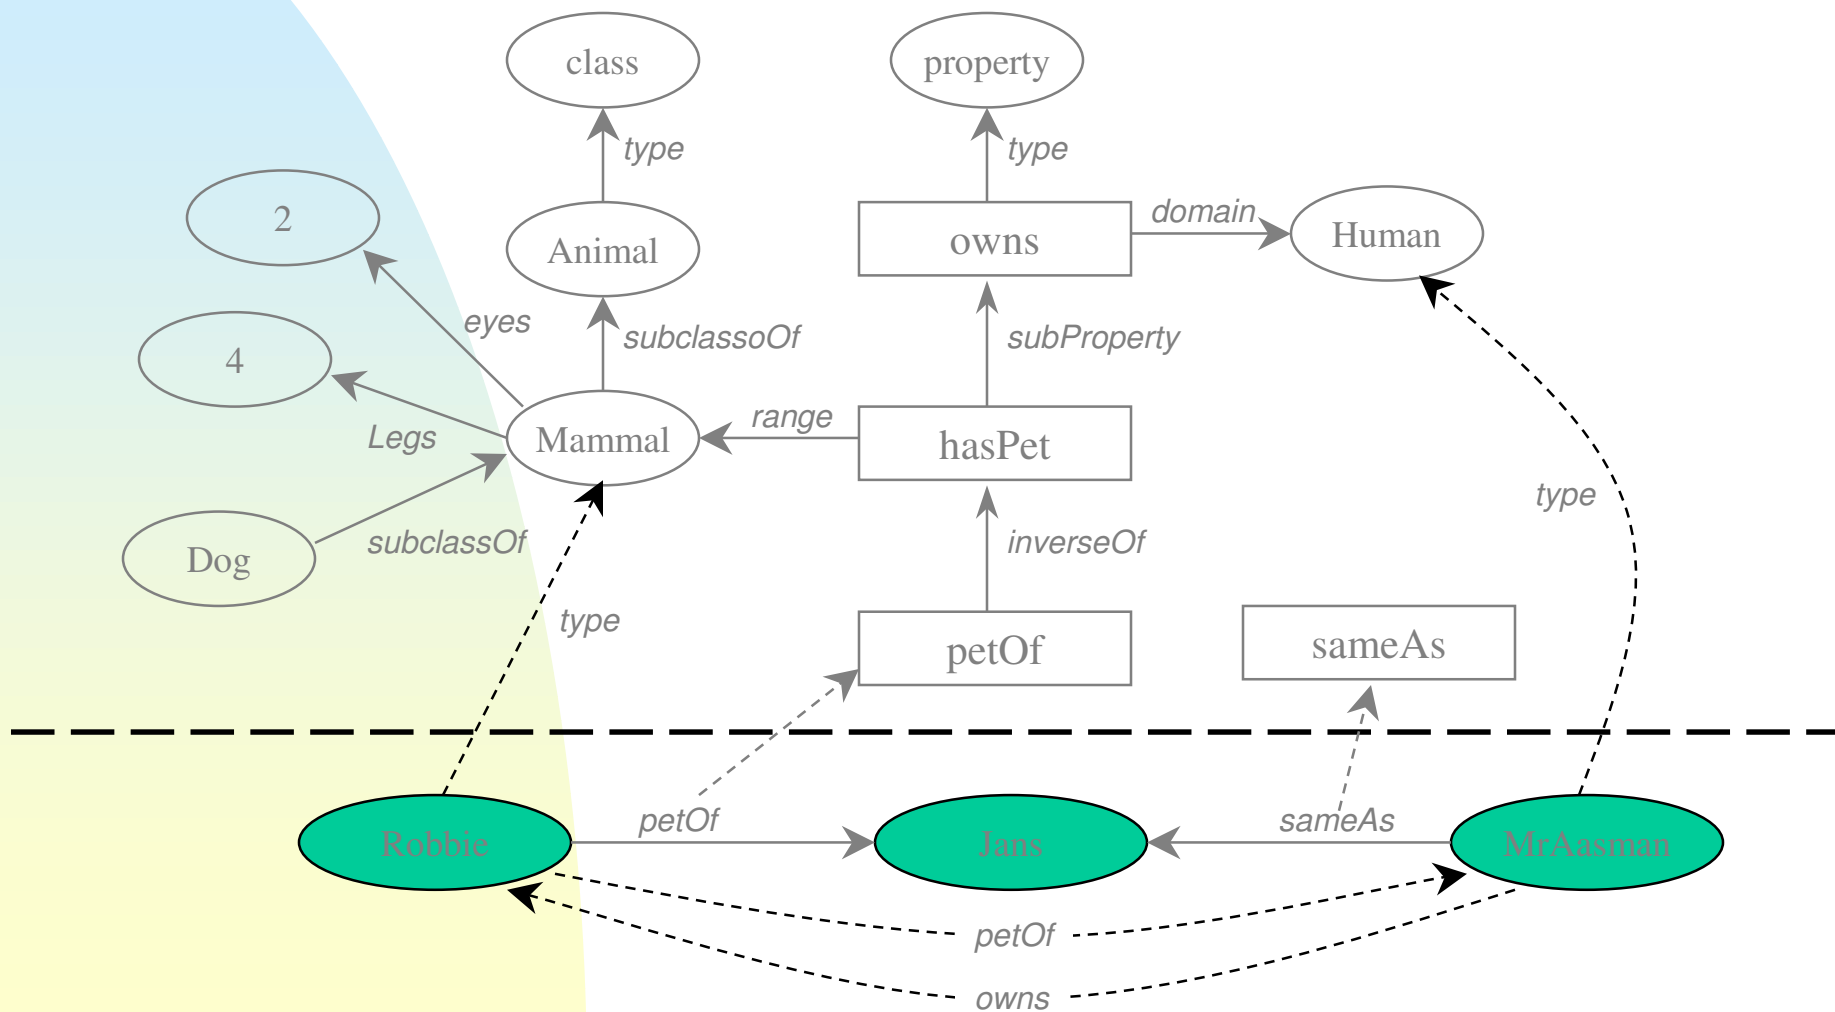 class
property
type
type
2
Animal
owns
domain
Human
eyes
subclassoOf
subProperty
4
Legs
Mammal
range
hasPet
type
Dog
subclassOf
inverseOf
type
petOf
sameAs
Robbie
petOf
Jans
sameAs
MrAasman
petOf
owns